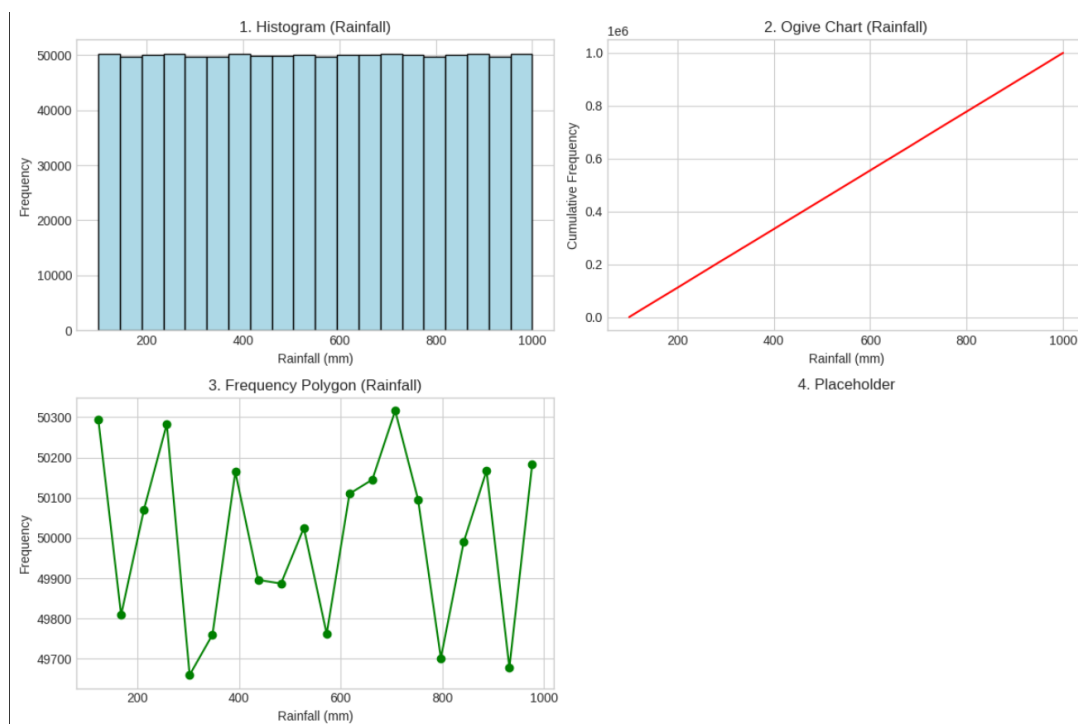 1. Histogram (Rainfall)
50000
40000
30000
20000
10000
0
Frequency
200 400 600 800 1000
Rainfall (mm)
2. Ogive Chart (Rainfall)
1e6
1.0
0.8
0.6
0.4
0.2
0.0
Cumulative Frequency
200 400 600 800 1000
Rainfall (mm)
3. Frequency Polygon (Rainfall)
50300
50200
50100
50000
49900
49800
49700
Frequency
200 400 600 800 1000
Rainfall (mm)
4. Placeholder